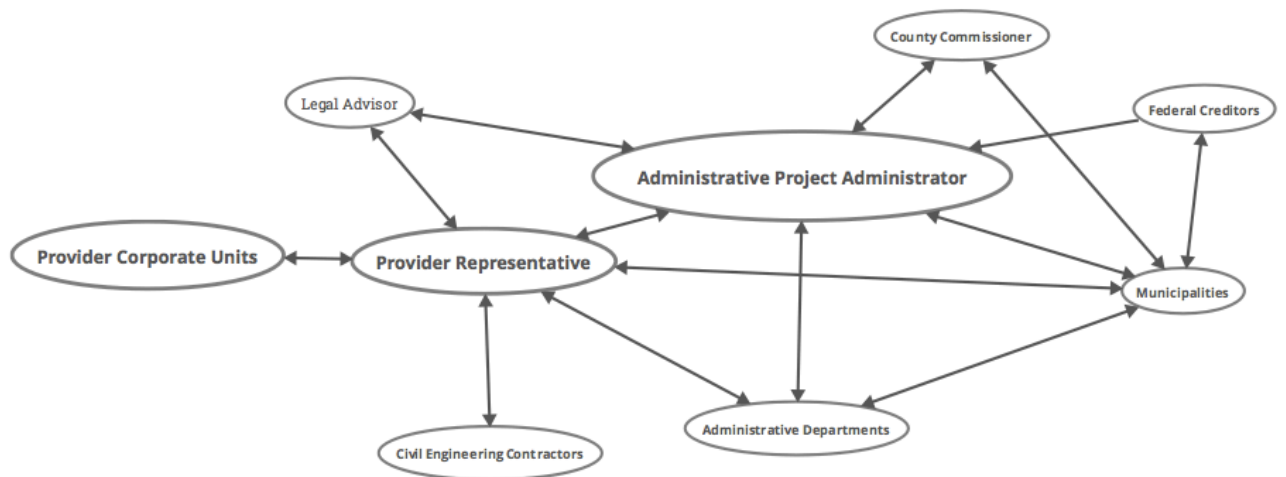 County Commissioner
Legal Advisor
Federal Creditors
Administrative Project Administrator
Provider Corporate Units
Provider Representative
Municipalities
Administrative Departments
Civil Engineering Contractors